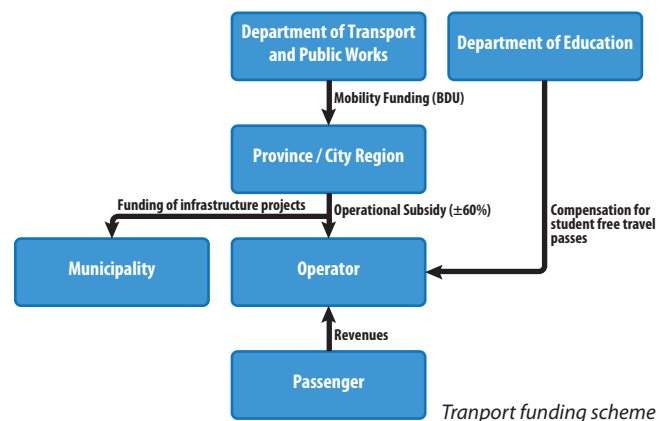 Department of Transport
and Public Works
Department of Education
Mobility Funding (BDU)
Province / City Region
Funding of infrastructure projects
Operational Subsidy (±60%)
Compensation for
student free travel
passes
Municipality
Operator
Revenues
Passenger
Tranport funding scheme